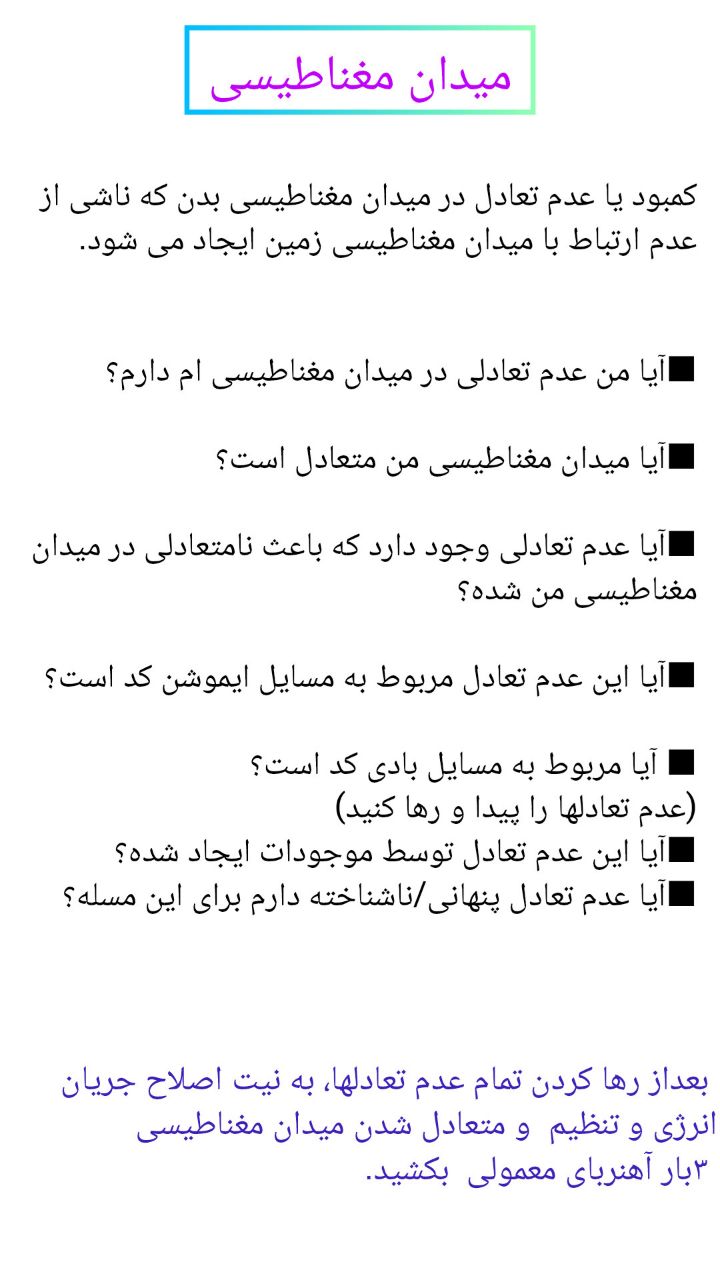 میدان مغناطیسی
کمبود یا عدم تعادل در میدان مغناطیسی بدن که ناشی از
عدم ارتباط با میدان مغناطیسی زمین ایجاد می شود.
■آیا من عدم تعادلی در میدان مغناطیسی ام دارم؟
■آیا میدان مغناطیسی من متعادل است؟
■آیا عدم تعادلی وجود دارد که باعث نامتعادلی در میدان
مغناطیسی من شده؟
■آیا این عدم تعادل مربوط به مسایل ایموشن کد است؟
■ آیا مربوط به مسایل بادی کد است؟
(عدم تعادلها را پیدا و رها کنید)
■آیا این عدم تعادل توسط موجودات ایجاد شده؟
■آیا عدم تعادل پنهانی/ناشناخته دارم برای این مسله؟
بعداز رها کردن تمام عدم تعادلها، به نیت اصلاح جریان
انرژی و تنظیم  و متعادل شدن میدان مغناطیسی
۳بار آهنربای معمولی  بکشید.